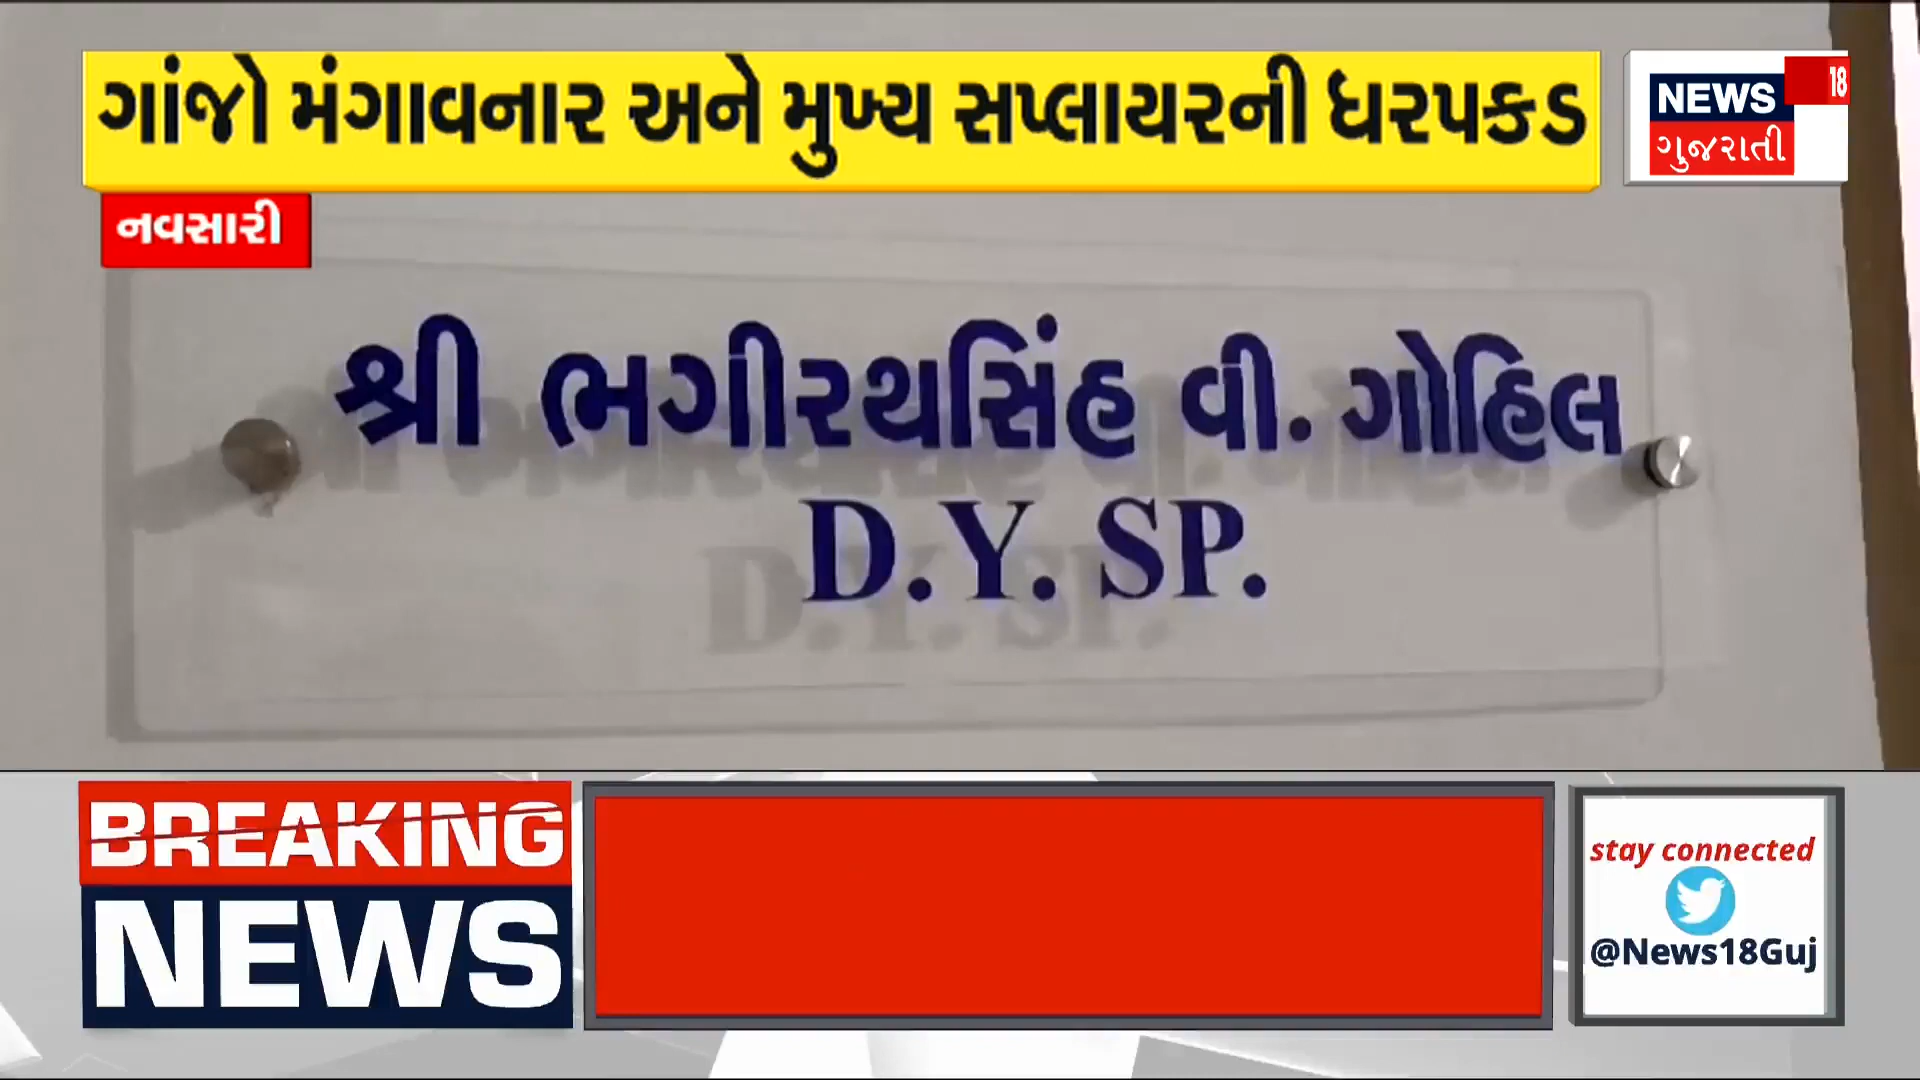 ગાંજો મંગાવનાર અને મુખ્ય સપ્લાયરની ધરપકડ
NEWS 18
ગુજરાતી
નવસારી
શ્રી ભગીરથસિંહ વી. ગોહિલ
D.Y. SP.
BREAKING
NEWS
stay connected
@News18Guj